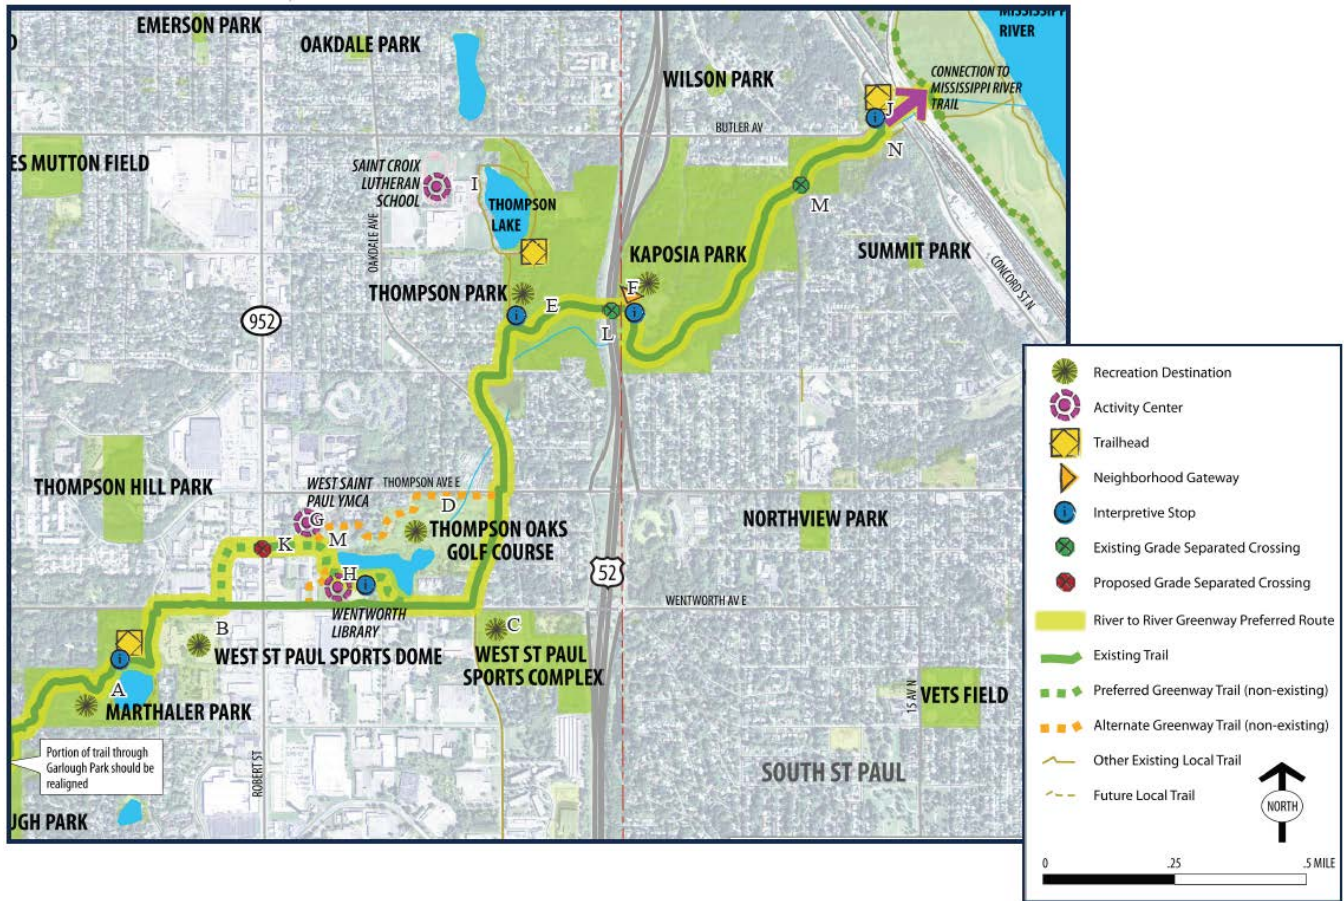 EMERSON PARK
OAKDALE PARK
MISSISSIPPI
RIVER
WILSON PARK
CONNECTION TO
MISSISSIPPI RIVER
TRAIL
J
BUTLER AV
N
ES MUTTON FIELD
SAINT CROIX
LUTHERAN
SCHOOL
I
THOMPSON
LAKE
M
OAKDALE AVE
KAPOSIA PARK
SUMMIT PARK
CONCORD ST.N
THOMPSON PARK
E
F
L
952
THOMPSON HILL PARK
WEST SAINT
PAUL YMCA
THOMPSON AVE E
D
G
THOMPSON OAKS
GOLF COURSE
NORTHVIEW PARK
K
M
H
52
WENTWORTH AV E
WENTWORTH
LIBRARY
B
C
WEST ST PAUL SPORTS DOME
WEST ST PAUL
SPORTS COMPLEX
A
MARTHALER PARK
15 AV N
VETS FIELD
Portion of trail through
Garlough Park should be
realigned
ROBERT ST
SOUTH ST PAUL
UGH PARK
Recreation Destination
Activity Center
Trailhead
Neighborhood Gateway
Interpretive Stop
Existing Grade Separated Crossing
Proposed Grade Separated Crossing
River to River Greenway Preferred Route
Existing Trail
Preferred Greenway Trail (non-existing)
Alternate Greenway Trail (non-existing)
Other Existing Local Trail
Future Local Trail
NORTH
0 .25 .5 MILE